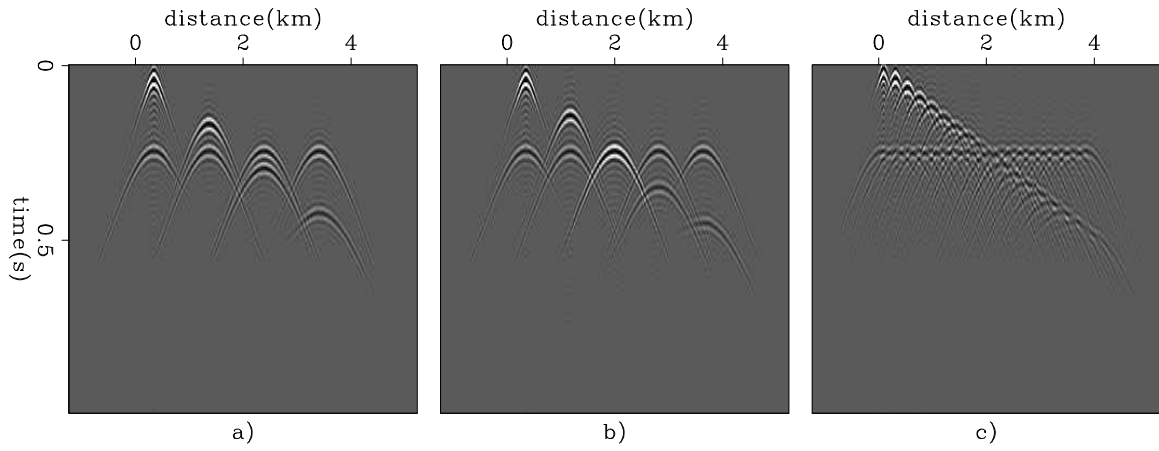 distance(km) distance(km) distance(km)
0 2 4 0 2 4 0 2 4
0
0.5
time(s)
a) b) c)